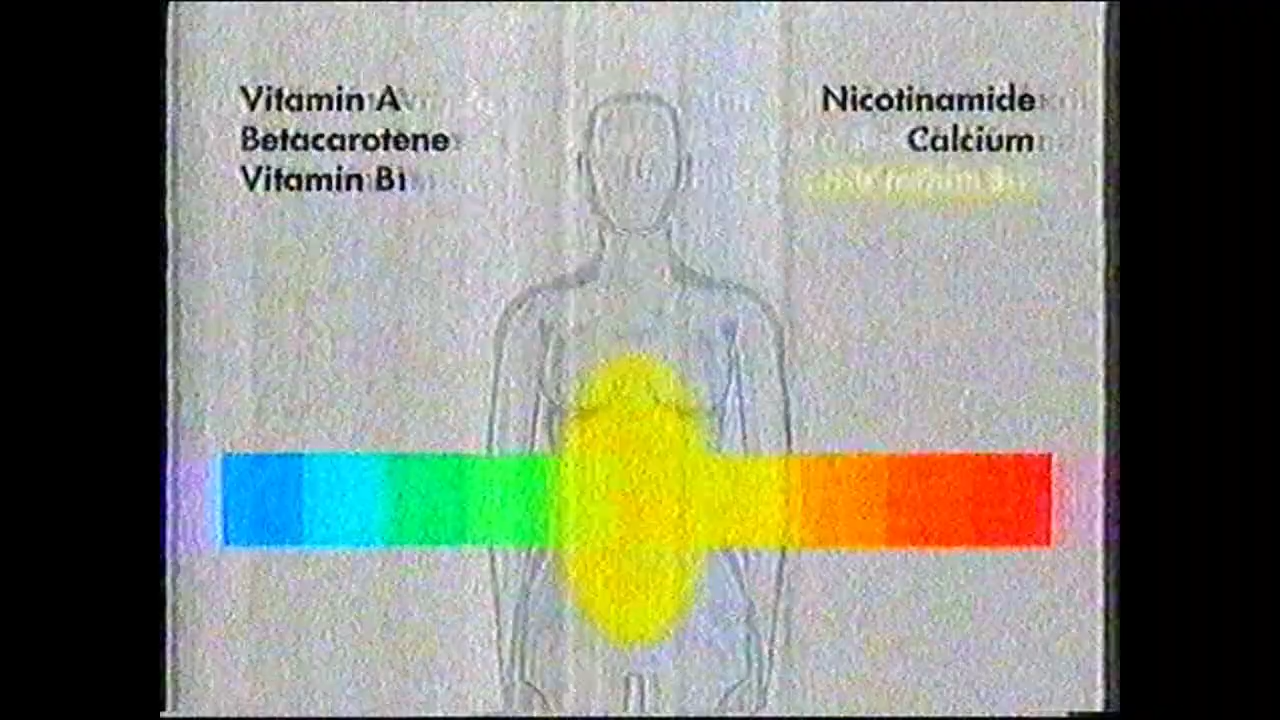 Vitamin A
Betacarotene
Vitamin B1
Nicotinamide
Calcium